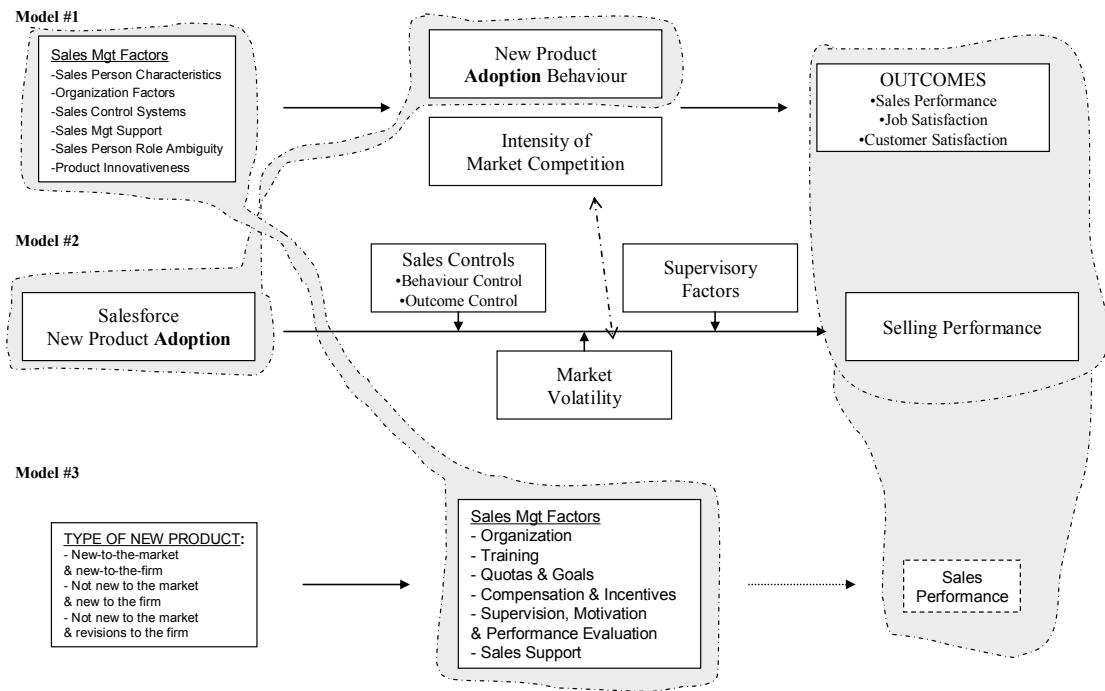 Model #1
Sales Mgt Factors
-Sales Person Characteristics
-Organization Factors
-Sales Control Systems
-Sales Mgt Support
-Sales Person Role Ambiguity
-Product Innovativeness
New Product
Adoption Behaviour
Intensity of
Market Competition
OUTCOMES
•Sales Performance
•Job Satisfaction
•Customer Satisfaction
Model #2
Salesforce
New Product Adoption
Sales Controls
•Behaviour Control
•Outcome Control
Supervisory
Factors
Market
Volatility
Selling Performance
Model #3
TYPE OF NEW PRODUCT:
- New-to-the-market
& new-to-the-firm
- Not new to the market
& new to the firm
- Not new to the market
& revisions to the firm
Sales Mgt Factors
- Organization
- Training
- Quotas & Goals
- Compensation & Incentives
- Supervision, Motivation
& Performance Evaluation
- Sales Support
Sales
Performance